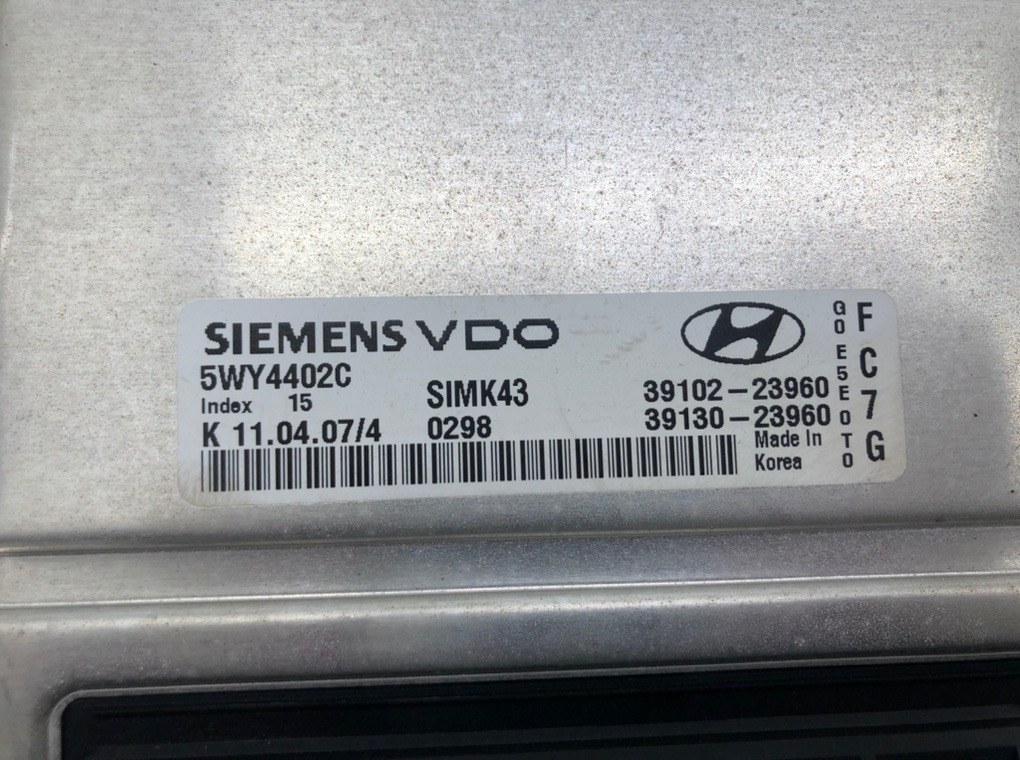 SIEMENS VDO
5WY4402C
Index 15
SIMK43
39102-23960
K 11.04.07/4
0298
39130-23960
Made In
Korea
G0E5E0T0
FC7G